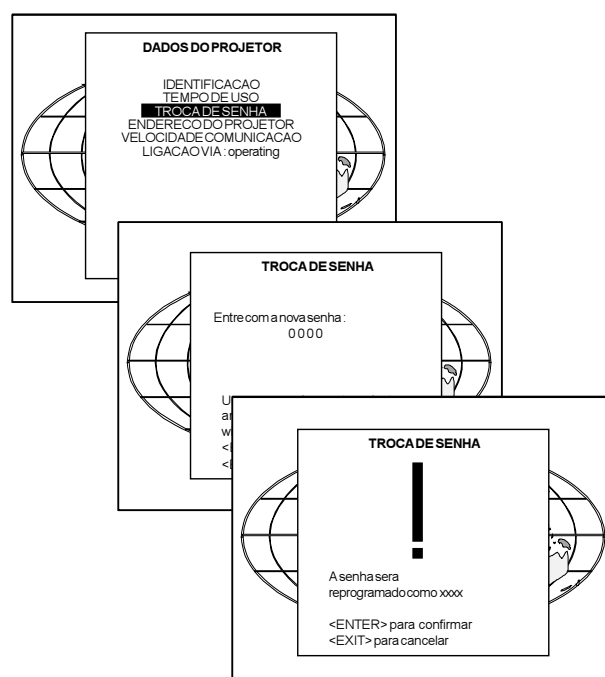 DADOS DO PROJETOR
IDENTIFICACAO
TEMPO DE USO
TROCA DE SENHA
ENDERECO DO PROJETOR
VELOCIDADE COMUNICACAO
LIGACAO VIA : operating
TROCA DE SENHA
Entre com a nova senha :
0000
TROCA DE SENHA
!
A senha sera
reprogramado como xxxx
<ENTER> para confirmar
<EXIT> para cancelar